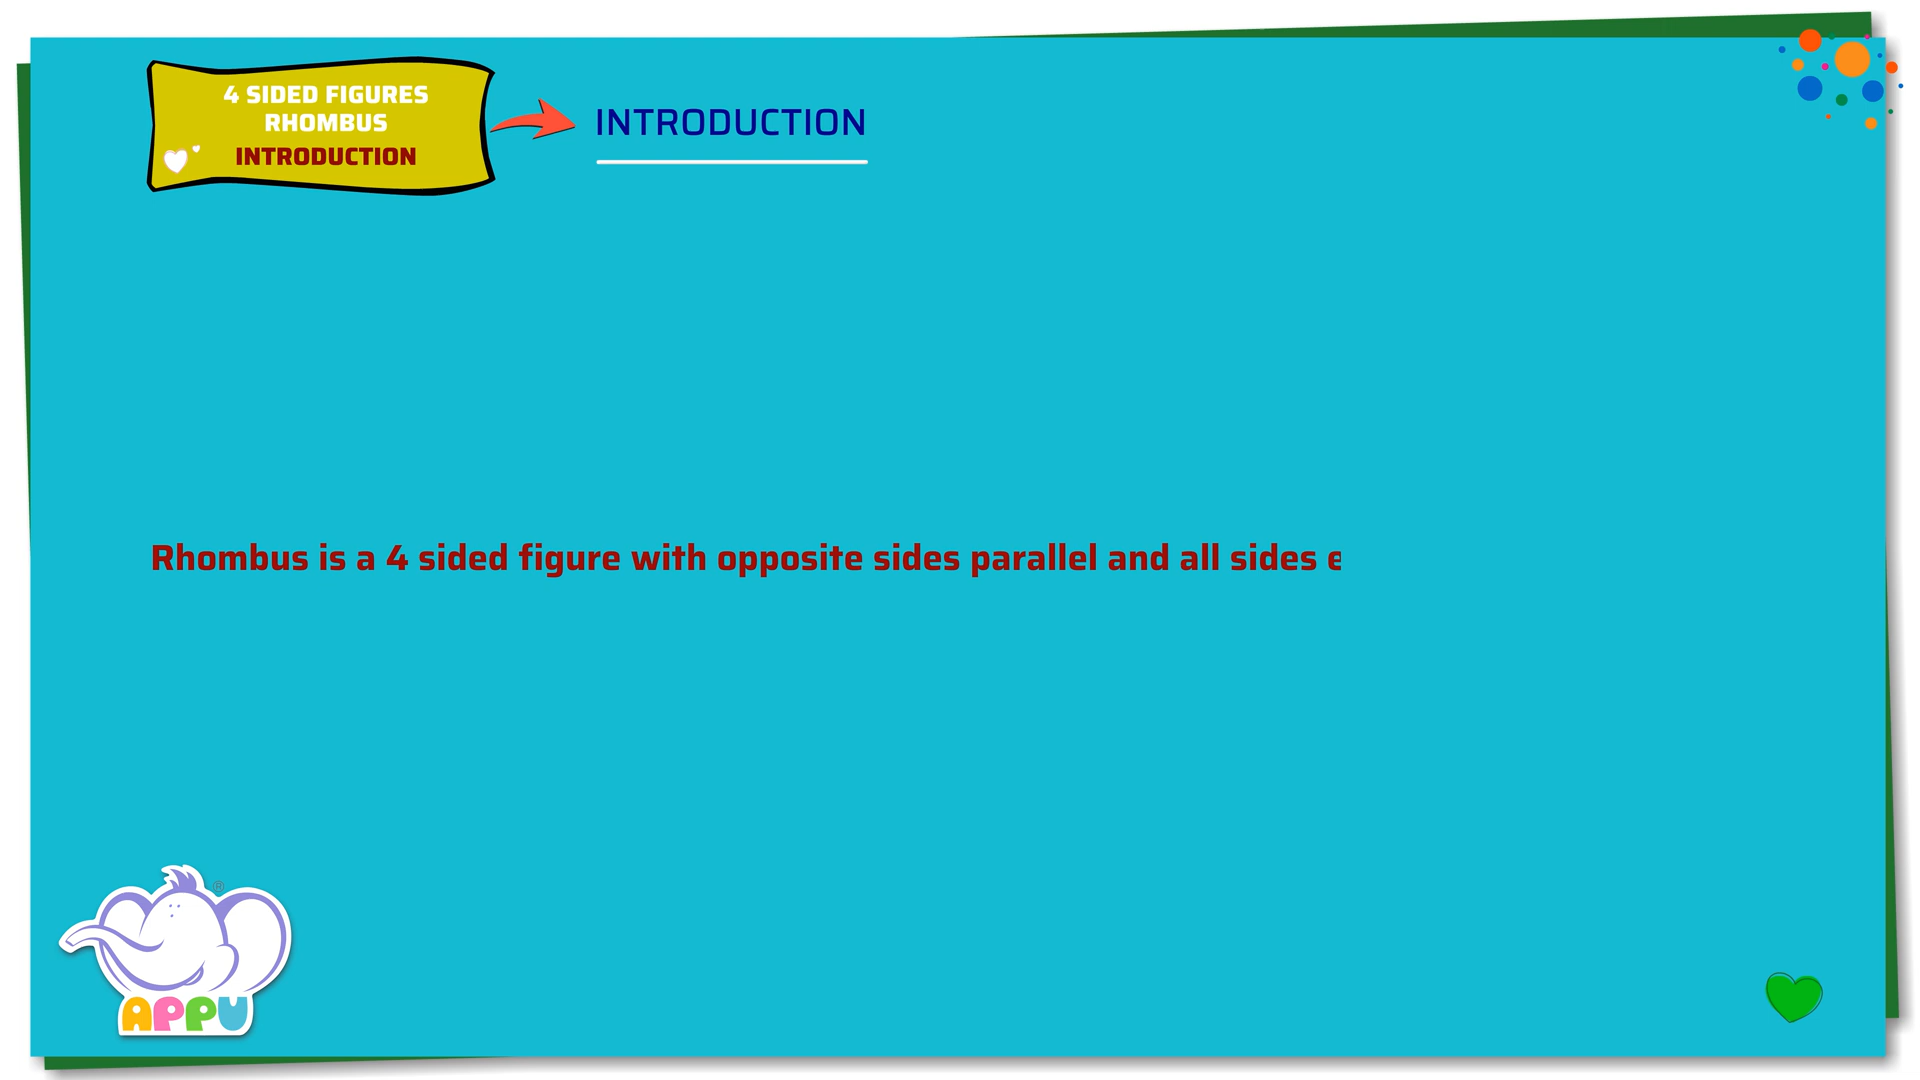 4 SIDED FIGURES
RHOMBUS
INTRODUCTION
INTRODUCTION
Rhombus is a 4 sided figure with opposite sides parallel and all sides
®
APPU